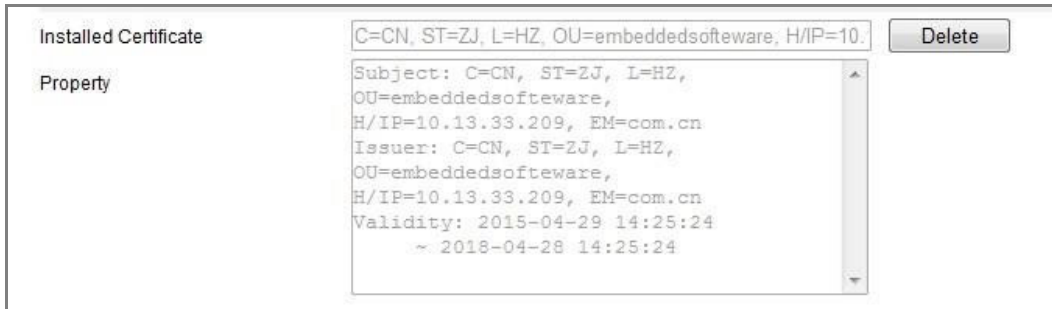 Installed Certificate
C=CN, ST=ZJ, L=HZ, OU=embeddedsofteware, H/IP=10.
Delete
Property
Subject: C=CN, ST=ZJ, L=HZ,
OU=embeddedsofteware,
H/IP=10.13.33.209, EM=com.cn
Issuer: C=CN, ST=ZJ, L=HZ,
OU=embeddedsofteware,
H/IP=10.13.33.209, EM=com.cn
Validity: 2015-04-29 14:25:24
~ 2018-04-28 14:25:24